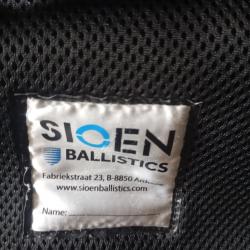 SIOEN
BALLISTICS
Fabriekstraat 23, B-8850
www.sioenballistics.com
Name: